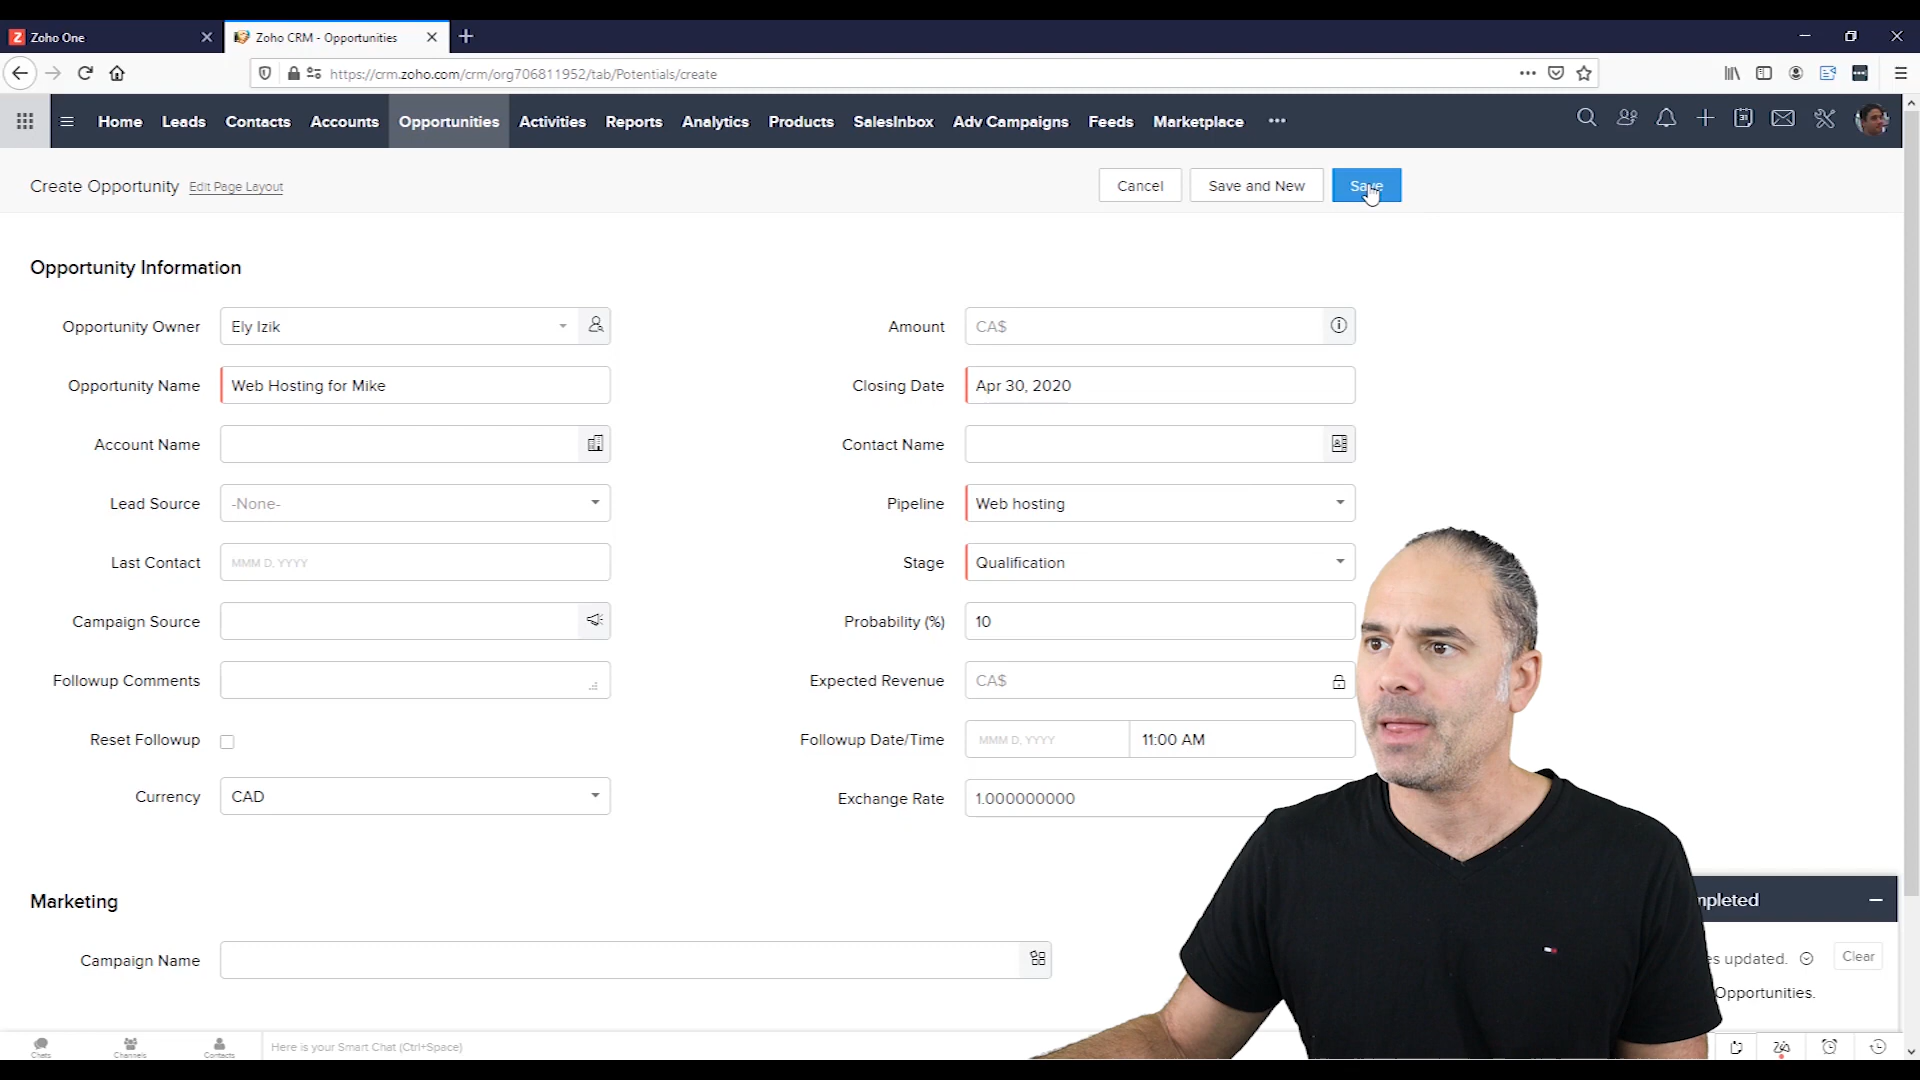 Zoho One
Zoho CRM - Opportunities
https://crm.zoho.com/crm/org706811952/tab/Potentials/create
Home Leads Contacts Accounts Opportunities Activities Reports Analytics Products SalesInbox Adv Campaigns Feeds Marketplace
Create Opportunity Edit Page Layout Cancel Save and New Save
Opportunity Information
Opportunity Owner Ely Izik Amount CA$
Opportunity Name Web Hosting for Mike Closing Date Apr 30, 2020
Account Name Contact Name
Lead Source -None- Pipeline Web hosting
Last Contact MMM D, YYYY Stage Qualification
Campaign Source Probability (%) 10
Followup Comments Expected Revenue CA$
Reset Followup Followup Date/Time MMM D, YYYY 11:00 AM
Currency CAD Exchange Rate 1.000000000
Marketing
mpleted
Campaign Name
es updated. Clear
Opportunities.
Chats Channels Contacts Here is your Smart Chat (Ctrl+Space)